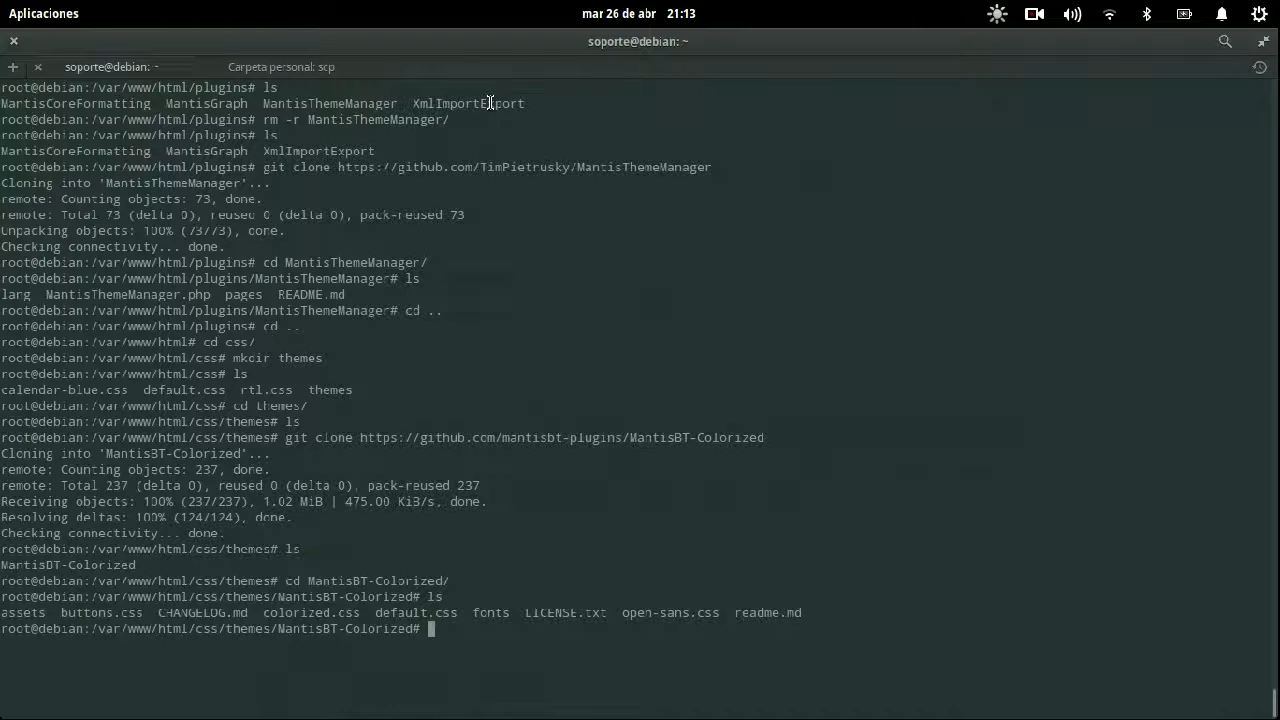 Aplicaciones
mar 26 de abr 21:13
soporte@debian: ~
soporte@debian: ~
Carpeta personal: scp
root@debian:/var/www/html/plugins# ls
MantisCoreFormatting MantisGraph MantisThemeManager XmlImportExport
root@debian:/var/www/html/plugins# rm -r MantisThemeManager/
root@debian:/var/www/html/plugins# ls
MantisCoreFormatting MantisGraph XmlImportExport
root@debian:/var/www/html/plugins# git clone https://github.com/TimPietrusky/MantisThemeManager
Cloning into 'MantisThemeManager'...
remote: Counting objects: 73, done.
remote: Total 73 (delta 0), reused 0 (delta 0), pack-reused 73
Unpacking objects: 100% (73/73), done.
Checking connectivity... done.
root@debian:/var/www/html/plugins# cd MantisThemeManager/
root@debian:/var/www/html/plugins/MantisThemeManager# ls
lang MantisThemeManager.php pages README.md
root@debian:/var/www/html/plugins/MantisThemeManager# cd ..
root@debian:/var/www/html/plugins# cd ..
root@debian:/var/www/html# cd css/
root@debian:/var/www/html/css# mkdir themes
root@debian:/var/www/html/css# ls
calendar-blue.css default.css rtl.css themes
root@debian:/var/www/html/css# cd themes/
root@debian:/var/www/html/css/themes# ls
root@debian:/var/www/html/css/themes# git clone https://github.com/mantisbt-plugins/MantisBT-Colorized
Cloning into 'MantisBT-Colorized'...
remote: Counting objects: 237, done.
remote: Total 237 (delta 0), reused 0 (delta 0), pack-reused 237
Receiving objects: 100% (237/237), 1.02 MiB | 475.00 KiB/s, done.
Resolving deltas: 100% (124/124), done.
Checking connectivity... done.
root@debian:/var/www/html/css/themes# ls
MantisBT-Colorized
root@debian:/var/www/html/css/themes# cd MantisBT-Colorized/
root@debian:/var/www/html/css/themes/MantisBT-Colorized# ls
assets buttons.css CHANGELOG.md colorized.css default.css fonts LICENSE.txt open-sans.css readme.md
root@debian:/var/www/html/css/themes/MantisBT-Colorized#